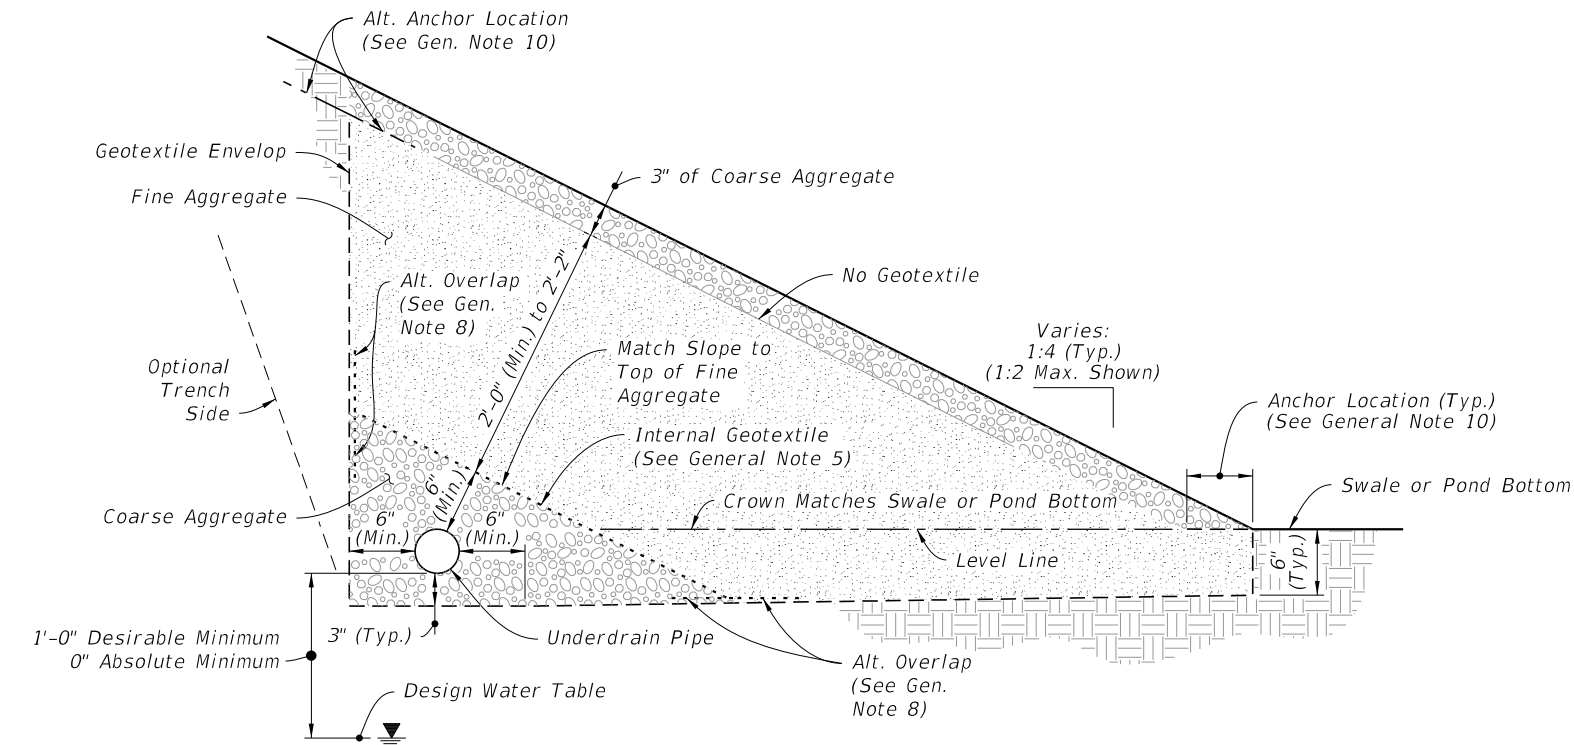 Alt. Anchor Location
(See Gen. Note 10)
Geotextile Envelop
3" of Coarse Aggregate
Fine Aggregate
No Geotextile
Alt. Overlap
(See Gen.
Note 8)
2'-0" (Min.) to 2'-2"
Varies:
1:4 (Typ.)
(1:2 Max. Shown)
Match Slope to
Top of Fine
Aggregate
Optional
Trench
Side
Anchor Location (Typ.)
(See General Note 10)
Internal Geotextile
(See General Note 5)
6"
(Min.)
Crown Matches Swale or Pond Bottom
Swale or Pond Bottom
Coarse Aggregate
6"
(Min.)
6"
(Min.)
Level Line
6"
(Typ.)
1'-0" Desirable Minimum
0" Absolute Minimum
3" (Typ.)
Underdrain Pipe
Alt. Overlap
(See Gen.
Note 8)
Design Water Table